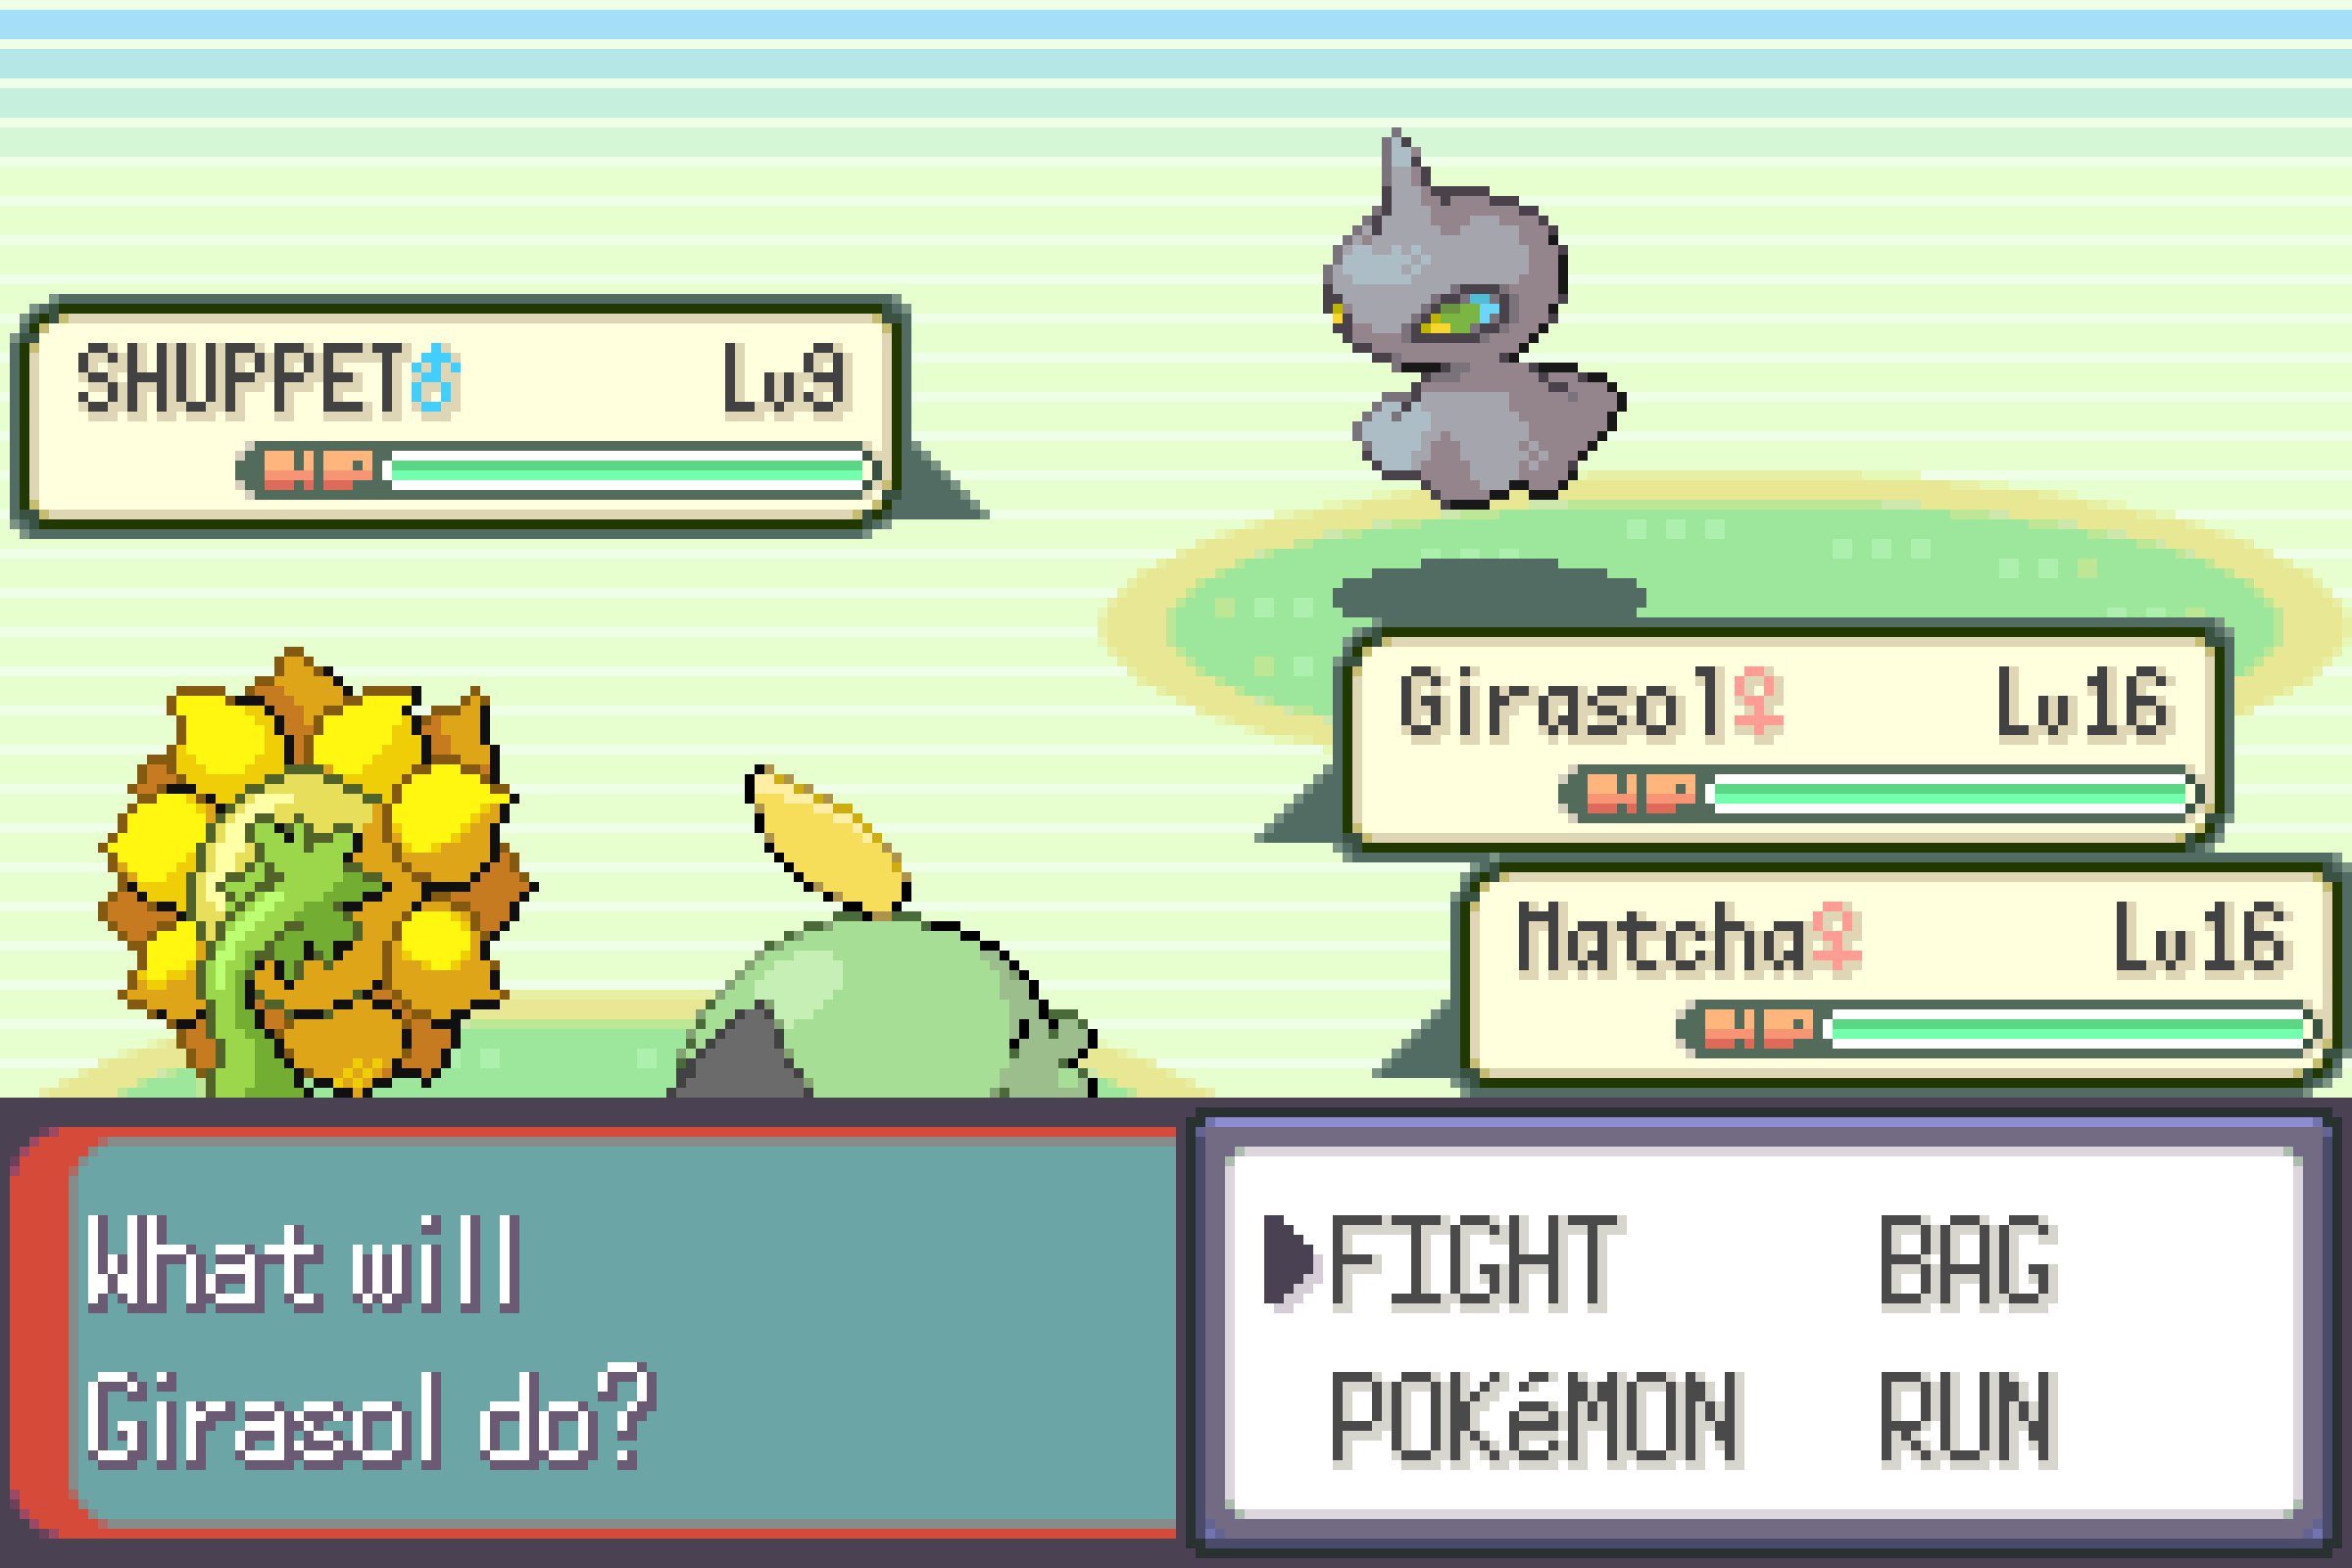 SHUPPET♂ Lv9
HP
Girasol♀ Lv16
HP
Matcha♀ Lv16
HP
What will
Girasol do?
FIGHT BAG
POKéMON RUN